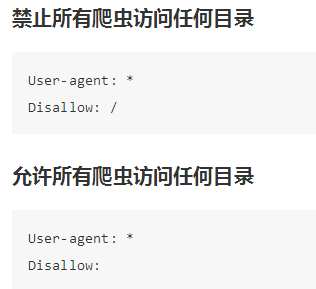 禁止所有爬虫访问任何目录
User-agent: *
Disallow: /
允许所有爬虫访问任何目录
User-agent: *
Disallow: